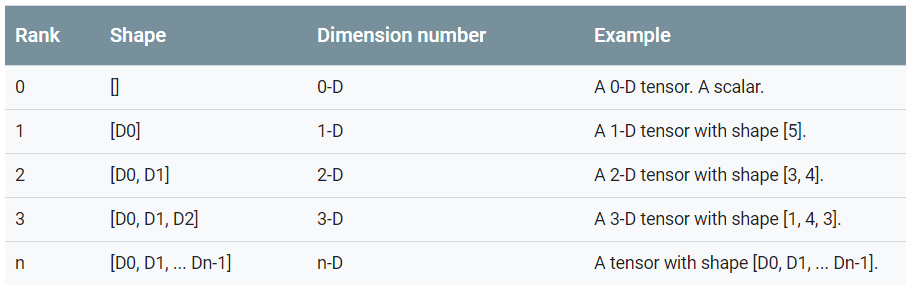 Rank Shape Dimension number Example
0 [] 0-D A 0-D tensor. A scalar.
1 [D0] 1-D A 1-D tensor with shape [5].
2 [D0, D1] 2-D A 2-D tensor with shape [3, 4].
3 [D0, D1, D2] 3-D A 3-D tensor with shape [1, 4, 3].
n [D0, D1, ... Dn-1] n-D A tensor with shape [D0, D1, ... Dn-1].